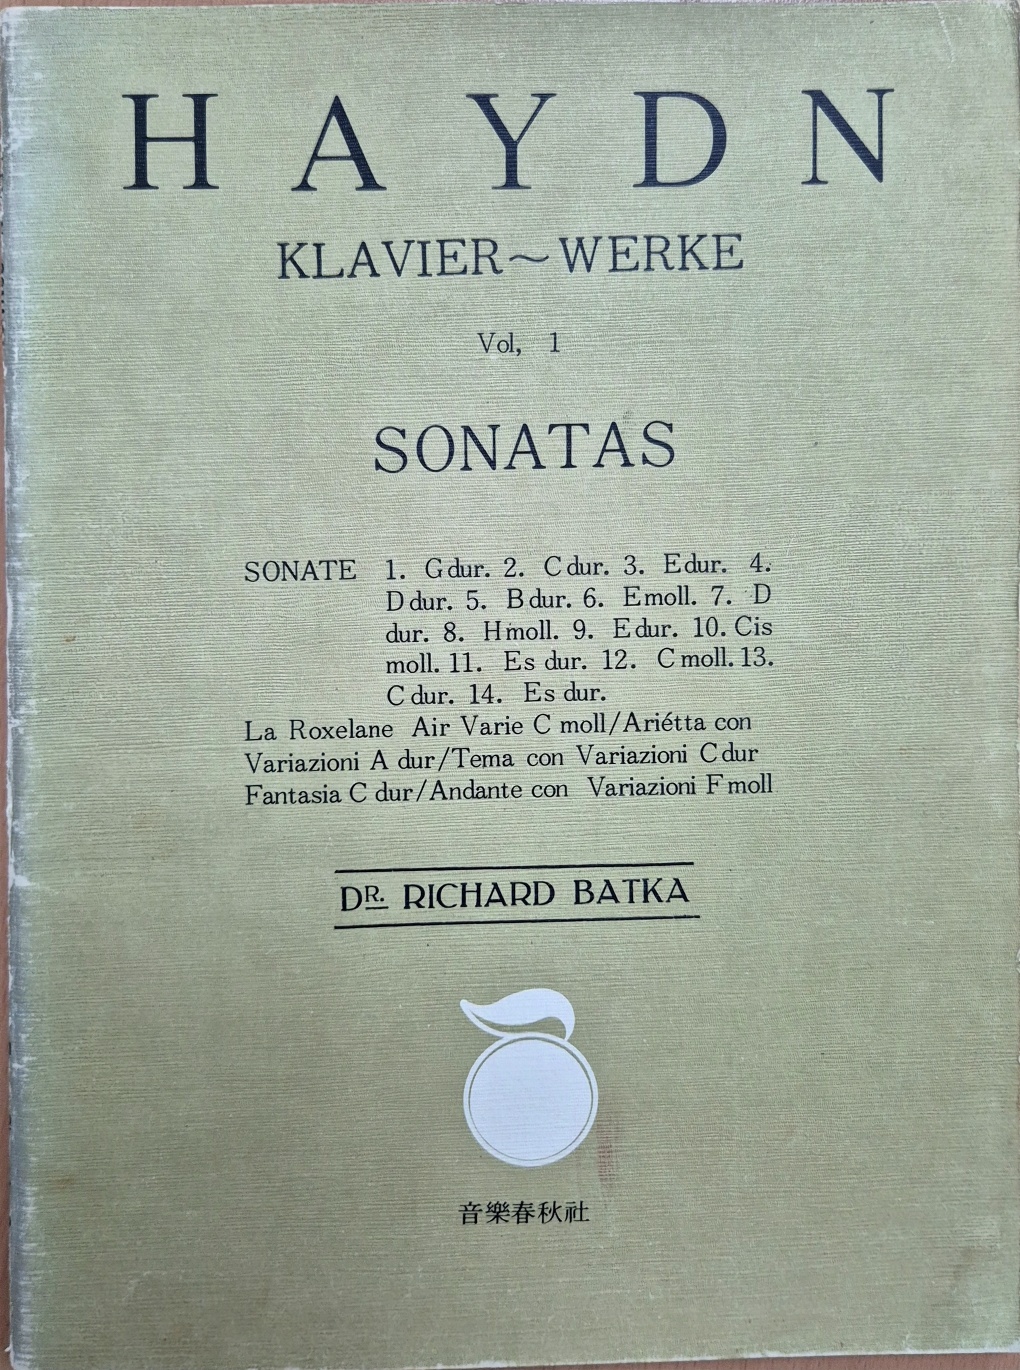 HAYDN
KLAVIER~WERKE
Vol, 1
SONATAS
SONATE 1. G dur. 2. C dur. 3. E dur. 4.
D dur. 5. B dur. 6. E moll. 7. D
dur. 8. H moll. 9. E dur. 10. Cis
moll. 11. Es dur. 12. C moll. 13.
C dur. 14. Es dur.
La Roxelane Air Varie C moll/Ariétta con
Variazioni A dur/Tema con Variazioni C dur
Fantasia C dur/Andante con Variazioni F moll
DR. RICHARD BATKA
音樂春秋社